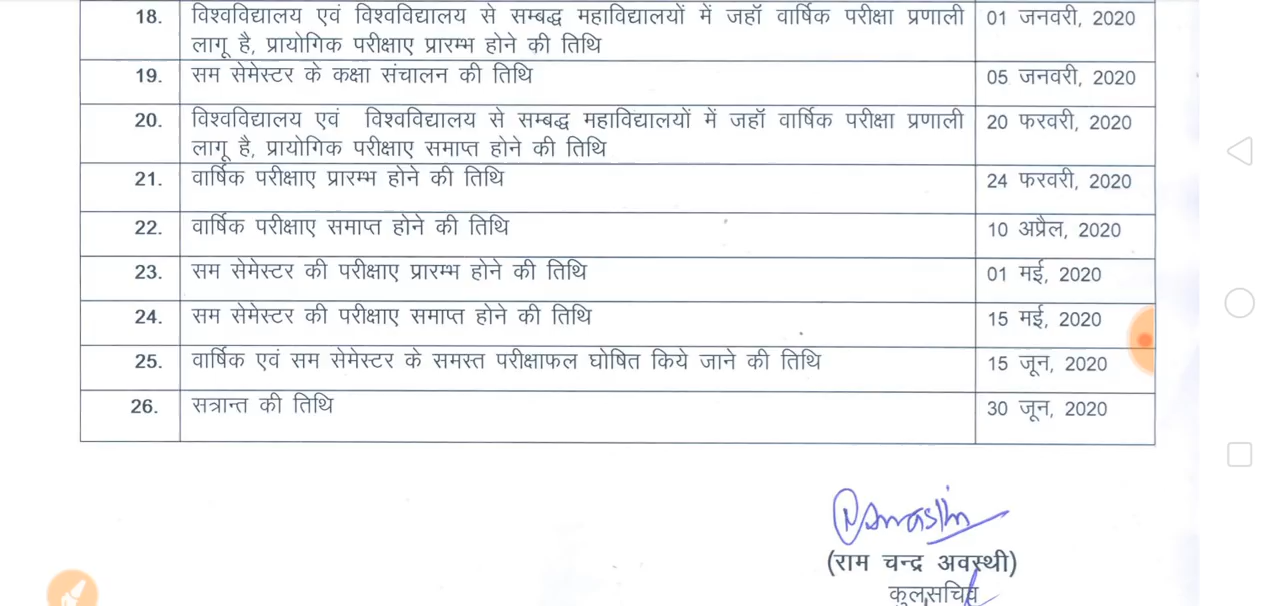 18. विश्वविद्यालय एवं विश्वविद्यालय से सम्बद्ध महाविद्यालयों में जहॉ वार्षिक परीक्षा प्रणाली 01 जनवरी, 2020
लागू है, प्रायोगिक परीक्षाए प्रारम्भ होने की तिथि
19. सम सेमेस्टर के कक्षा संचालन की तिथि 05 जनवरी, 2020
20. विश्वविद्यालय एवं विश्वविद्यालय से सम्बद्ध महाविद्यालयों में जहॉ वार्षिक परीक्षा प्रणाली 20 फरवरी, 2020
लागू है, प्रायोगिक परीक्षाए समाप्त होने की तिथि
21. वार्षिक परीक्षाए प्रारम्भ होने की तिथि 24 फरवरी, 2020
22. वार्षिक परीक्षाए समाप्त होने की तिथि 10 अप्रैल, 2020
23. सम सेमेस्टर की परीक्षाए प्रारम्भ होने की तिथि 01 मई, 2020
24. सम सेमेस्टर की परीक्षाए समाप्त होने की तिथि 15 मई, 2020
25. वार्षिक एवं सम सेमेस्टर के समस्त परीक्षाफल घोषित किये जाने की तिथि 15 जून, 2020
26. सत्रान्त की तिथि 30 जून, 2020
(राम चन्द्र अवस्थी)
कुलसचिव